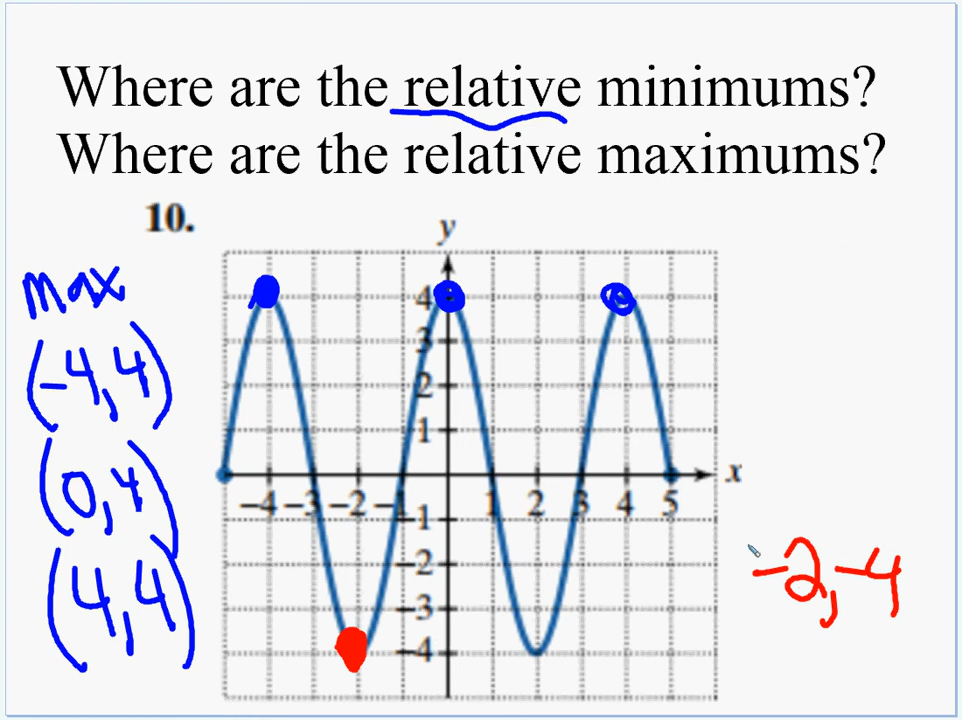 Where are the relative minimums?
Where are the relative maximums?
10.
y
max
4
3
(-4,4)
2
1
x
(0,4)
-4 -3 -2 -1 1 2 3 4 5
-1
-2
-2,-4
(4,4)
-3
-4